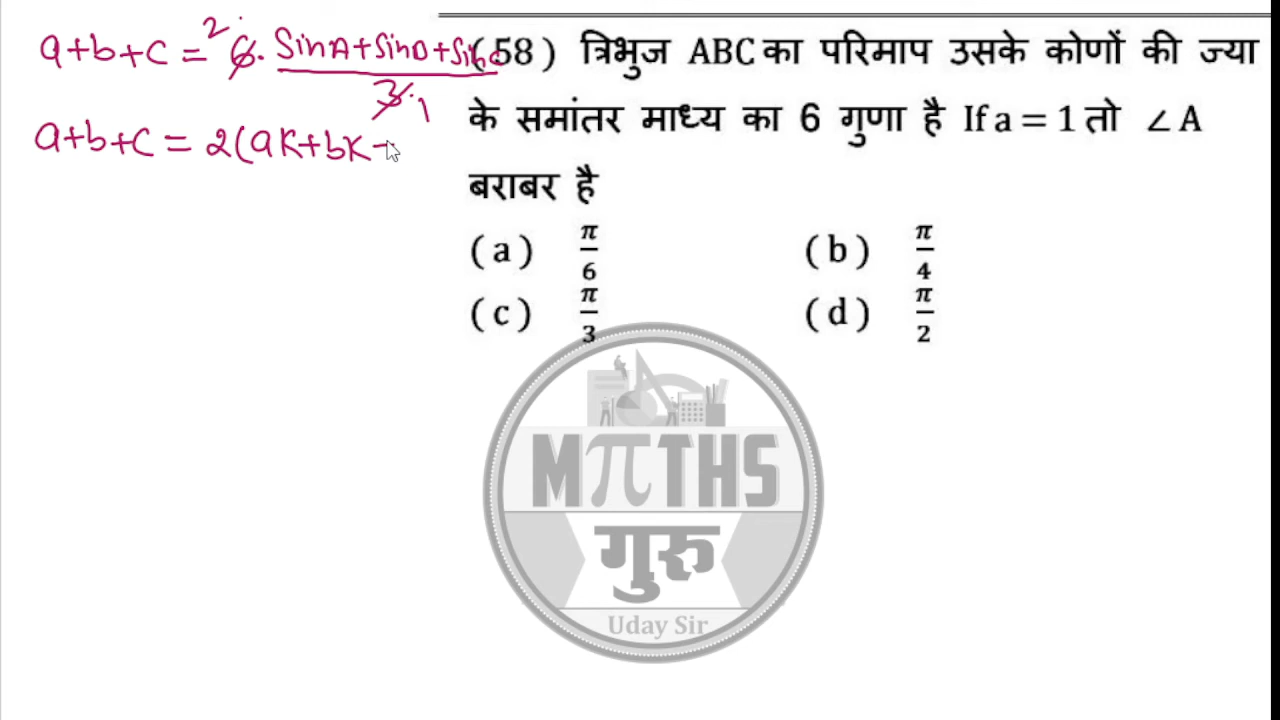 a+b+c = 2 6. SinA+SinB+SinC
3.1
(58) त्रिभुज ABC का परिमाप उसके कोणों की ज्या
a+b+c = 2(aK+bK-
के समांतर माध्य का 6 गुणा है If a = 1 तो ∠A
बराबर है
(a) π/6 (b) π/4
(c) π/3 (d) π/2
MπTHS
गुरु
Uday Sir